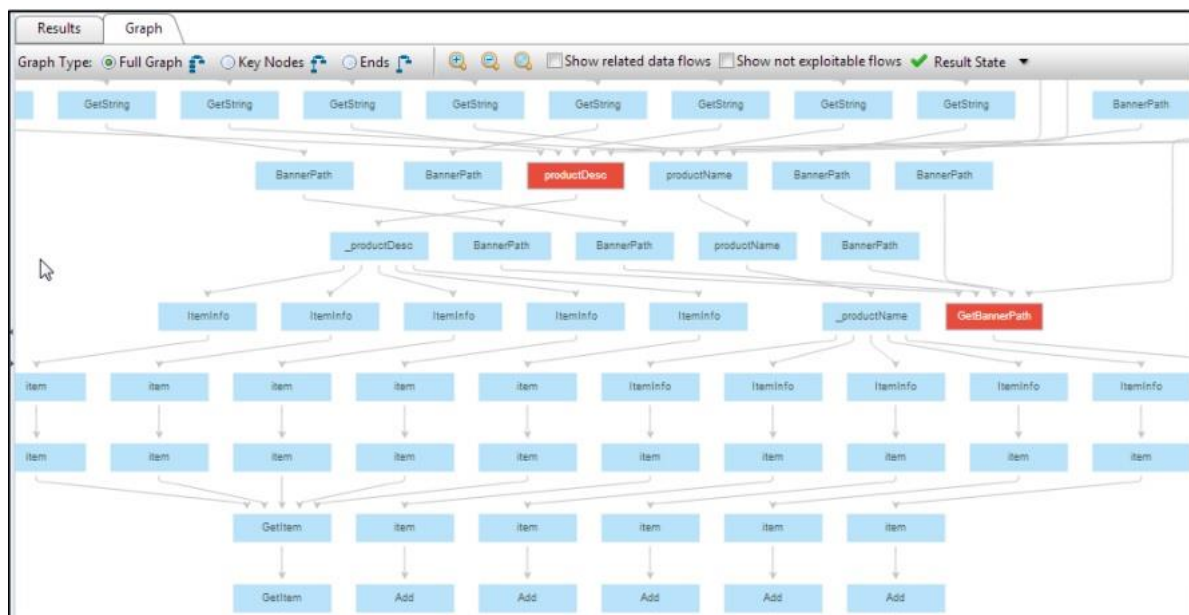 Results Graph
Graph Type: Full Graph Key Nodes Ends Show related data flows Show not exploitable flows Result State
GetString GetString GetString GetString GetString GetString GetString GetString BannerPath
BannerPath BannerPath productDesc productName BannerPath BannerPath
_productDesc BannerPath BannerPath productName BannerPath
ItemInfo ItemInfo ItemInfo ItemInfo ItemInfo _productName GetBannerPath
item item item item item ItemInfo ItemInfo ItemInfo ItemInfo ItemInfo
item item item item item item item item item item
GetItem item item item item item
GetItem Add Add Add Add Add